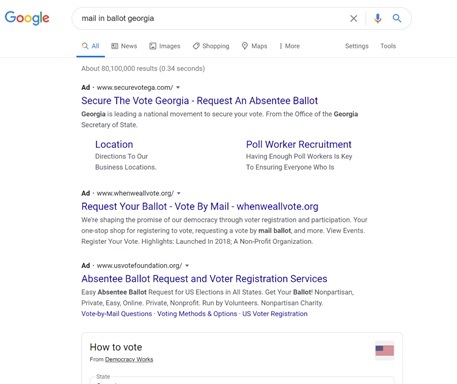 Google
mail in ballot georgia
All News Images Shopping Maps More Settings Tools
About 80,100,000 results (0.34 seconds)
Ad · www.securevotega.com/
Secure The Vote Georgia - Request An Absentee Ballot
Georgia is leading a national movement to secure your vote. From the Office of the Georgia
Secretary of State.
Location
Directions To Our
Business Locations.
Poll Worker Recruitment
Having Enough Poll Workers Is Key
To Ensuring Everyone Who Is
Ad · www.whenweallvote.org/
Request Your Ballot - Vote By Mail - whenweallvote.org
We're shaping the promise of our democracy through voter registration and participation. Your
one-stop shop for registering to vote, requesting a vote by mail ballot, and more. View Events.
Register Your Vote. Highlights: Launched In 2018; A Non-Profit Organization.
Ad · www.usvotefoundation.org/
Absentee Ballot Request and Voter Registration Services
Easy Absentee Ballot Request for US Elections in All States. Get Your Ballot! Nonpartisan,
Private, Easy, Online. Private, Nonprofit. Run by Volunteers. Nonpartisan Charity.
Vote-by-Mail Questions · Voting Methods & Options · US Voter Registration
How to vote
From Democracy Works
State